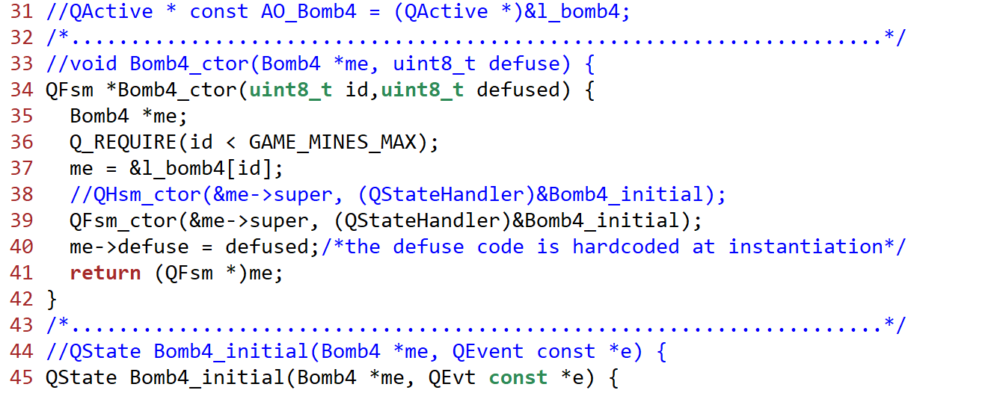 31 //QActive * const AO_Bomb4 = (QActive *)&l_bomb4;
32 /*....................................................................*/
33 //void Bomb4_ctor(Bomb4 *me, uint8_t defuse) {
34 QFsm *Bomb4_ctor(uint8_t id,uint8_t defused) {
35   Bomb4 *me;
36   Q_REQUIRE(id < GAME_MINES_MAX);
37   me = &l_bomb4[id];
38   //QHsm_ctor(&me->super, (QStateHandler)&Bomb4_initial);
39   QFsm_ctor(&me->super, (QStateHandler)&Bomb4_initial);
40   me->defuse = defused;/*the defuse code is hardcoded at instantiation*/
41   return (QFsm *)me;
42 }
43 /*....................................................................*/
44 //QState Bomb4_initial(Bomb4 *me, QEvent const *e) {
45 QState Bomb4_initial(Bomb4 *me, QEvt const *e) {